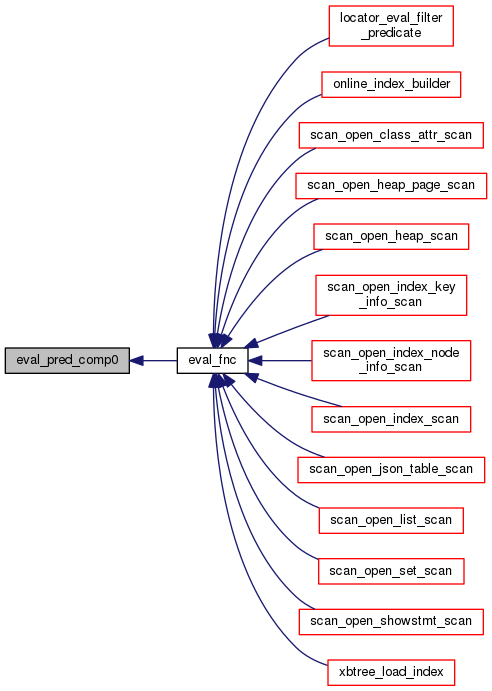 locator_eval_filter
_predicate
online_index_builder
scan_open_class_attr_scan
scan_open_heap_page_scan
scan_open_heap_scan
scan_open_index_key
_info_scan
eval_pred_comp0
eval_fnc
scan_open_index_node
_info_scan
scan_open_index_scan
scan_open_json_table_scan
scan_open_list_scan
scan_open_set_scan
scan_open_showstmt_scan
xbtree_load_index